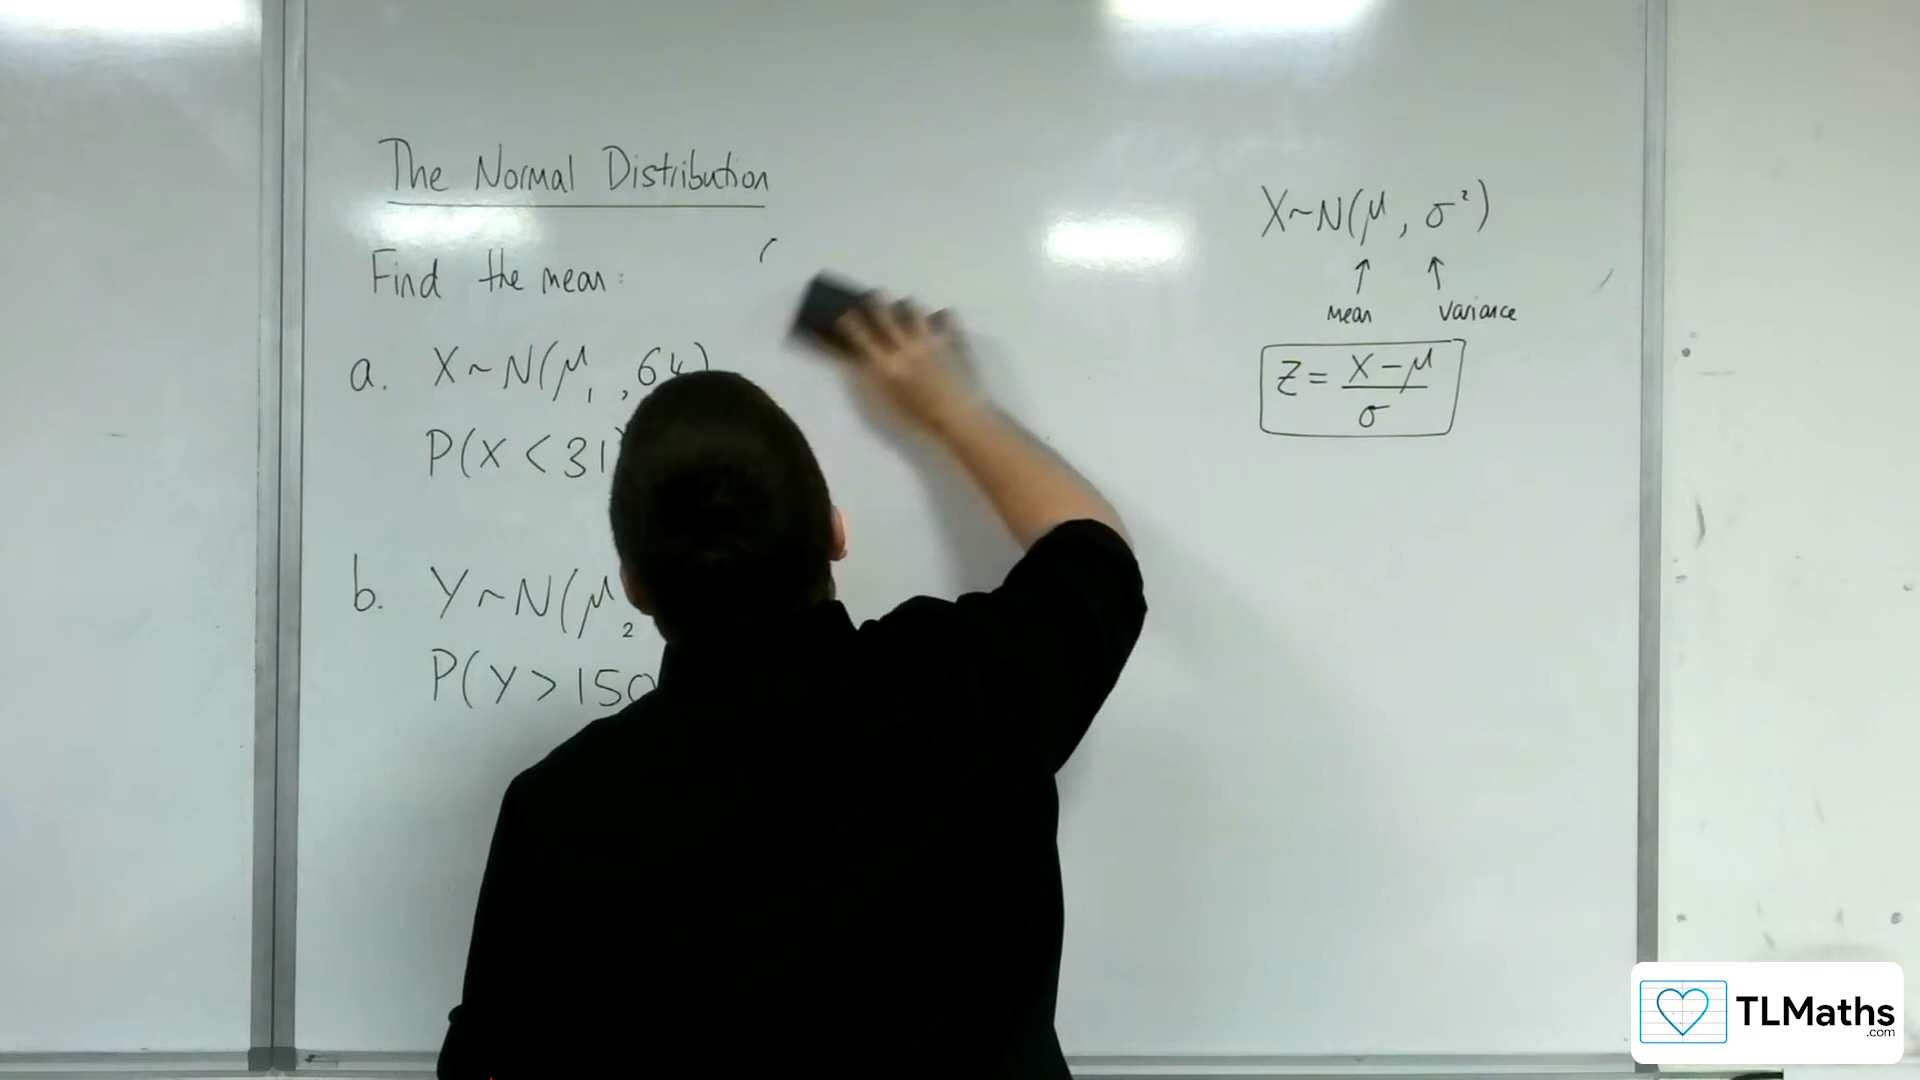 The Normal Distribution
Find the mean:
a. X~N(μ₁, 64)
P(X < 31)
b. Y~N(μ₂,
P(Y > 150
X~N(μ, σ²)
↑ ↑
mean variance
Z = X - μ / σ
TLMaths
.com